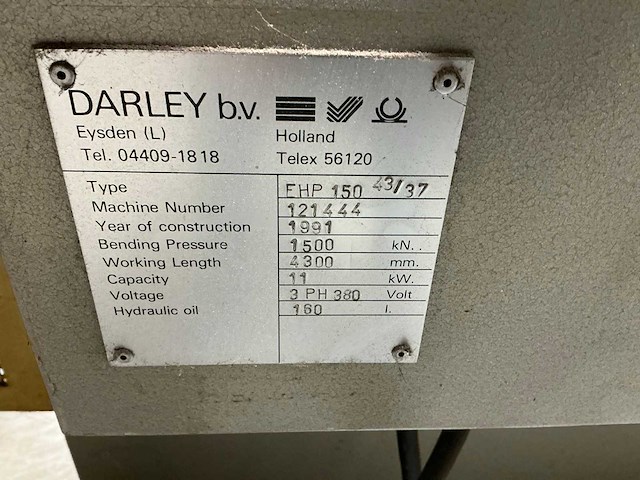 DARLEY b.v.
Eysden (L) Holland
Tel. 04409-1818 Telex 56120
Type EHP 150 43/37
Machine Number 121444
Year of construction 1991
Bending Pressure 1500 kN..
Working Length 4300 mm.
Capacity 11 kW.
Voltage 3 PH 380 Volt
Hydraulic oil 160 l.